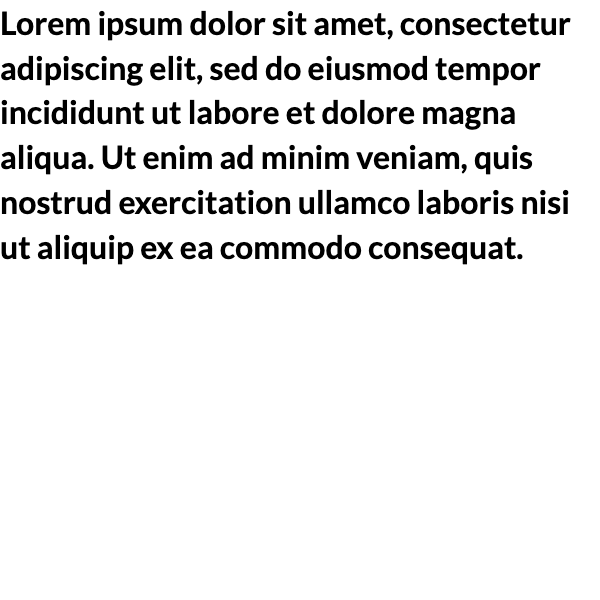 Lorem ipsum dolor sit amet, consectetur
adipiscing elit, sed do eiusmod tempor
incididunt ut labore et dolore magna
aliqua. Ut enim ad minim veniam, quis
nostrud exercitation ullamco laboris nisi
ut aliquip ex ea commodo consequat.